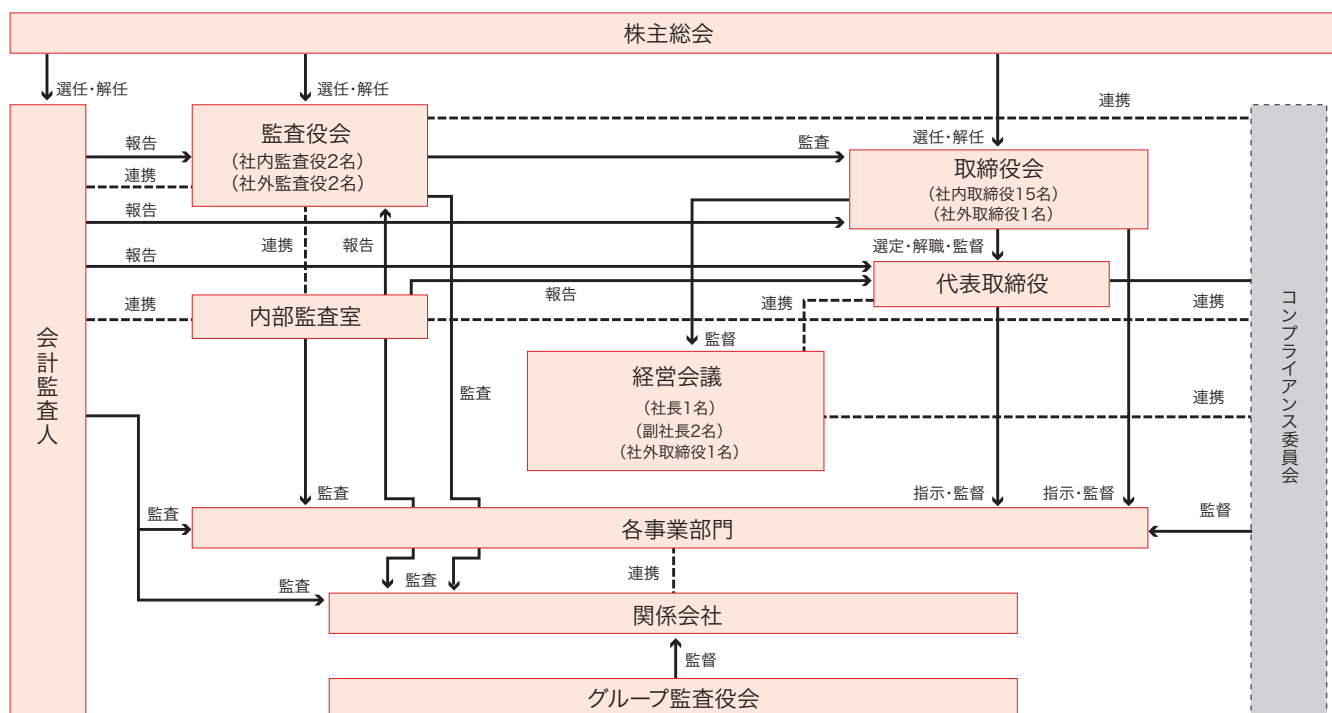 株主総会
選任・解任
選任・解任
連携
監査役会
(社内監査役2名)
(社外監査役2名)
報告
連携
監査
選任・解任
取締役会
(社内取締役15名)
(社外取締役1名)
報告
連携
報告
選定・解職・監督
報告
代表取締役
報告
連携
連携
連携
内部監査室
会計監査人
コンプライアンス委員会
監督
経営会議
(社長1名)
(副社長2名)
(社外取締役1名)
監査
連携
監査
指示・監督
指示・監督
監査
監督
各事業部門
監査
監査
連携
関係会社
監督
グループ監査役会